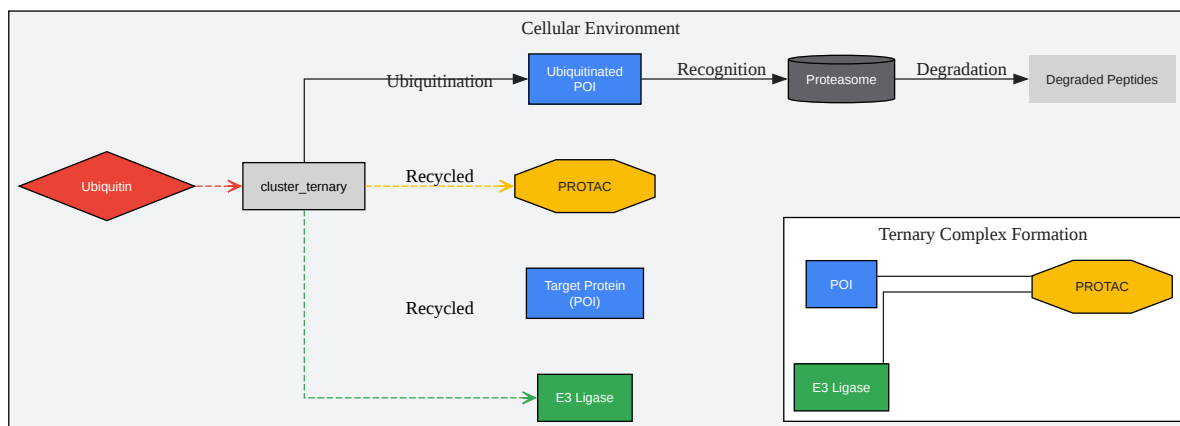 Cellular Environment
Ubiquitination
Ubiquitinated
POI
Recognition
Proteasome
Degradation
Degraded Peptides
Ubiquitin
cluster_ternary
Recycled
PROTAC
Target Protein
(POI)
Recycled
E3 Ligase
Ternary Complex Formation
POI
PROTAC
E3 Ligase